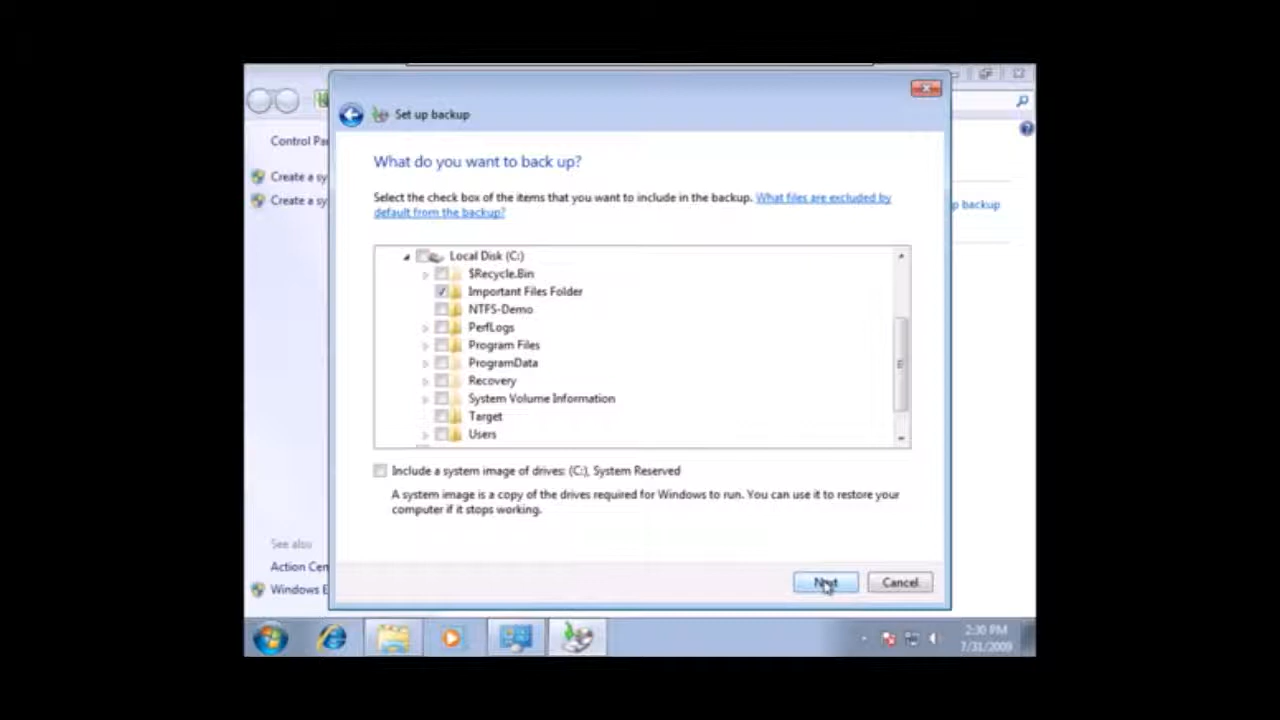 Set up backup
Control Pa
Create a sy
Create a sy
What do you want to back up?
Select the check box of the items that you want to include in the backup. What files are excluded by
default from the backup?
p backup
Local Disk (C:)
$Recycle.Bin
Important Files Folder
NTFS-Demo
PerfLogs
Program Files
ProgramData
Recovery
System Volume Information
Target
Users
Include a system image of drives: (C:), System Reserved
A system image is a copy of the drives required for Windows to run. You can use it to restore your
computer if it stops working.
See also
Action Cen
Windows E
Next
Cancel
2:30 PM
7/31/2009